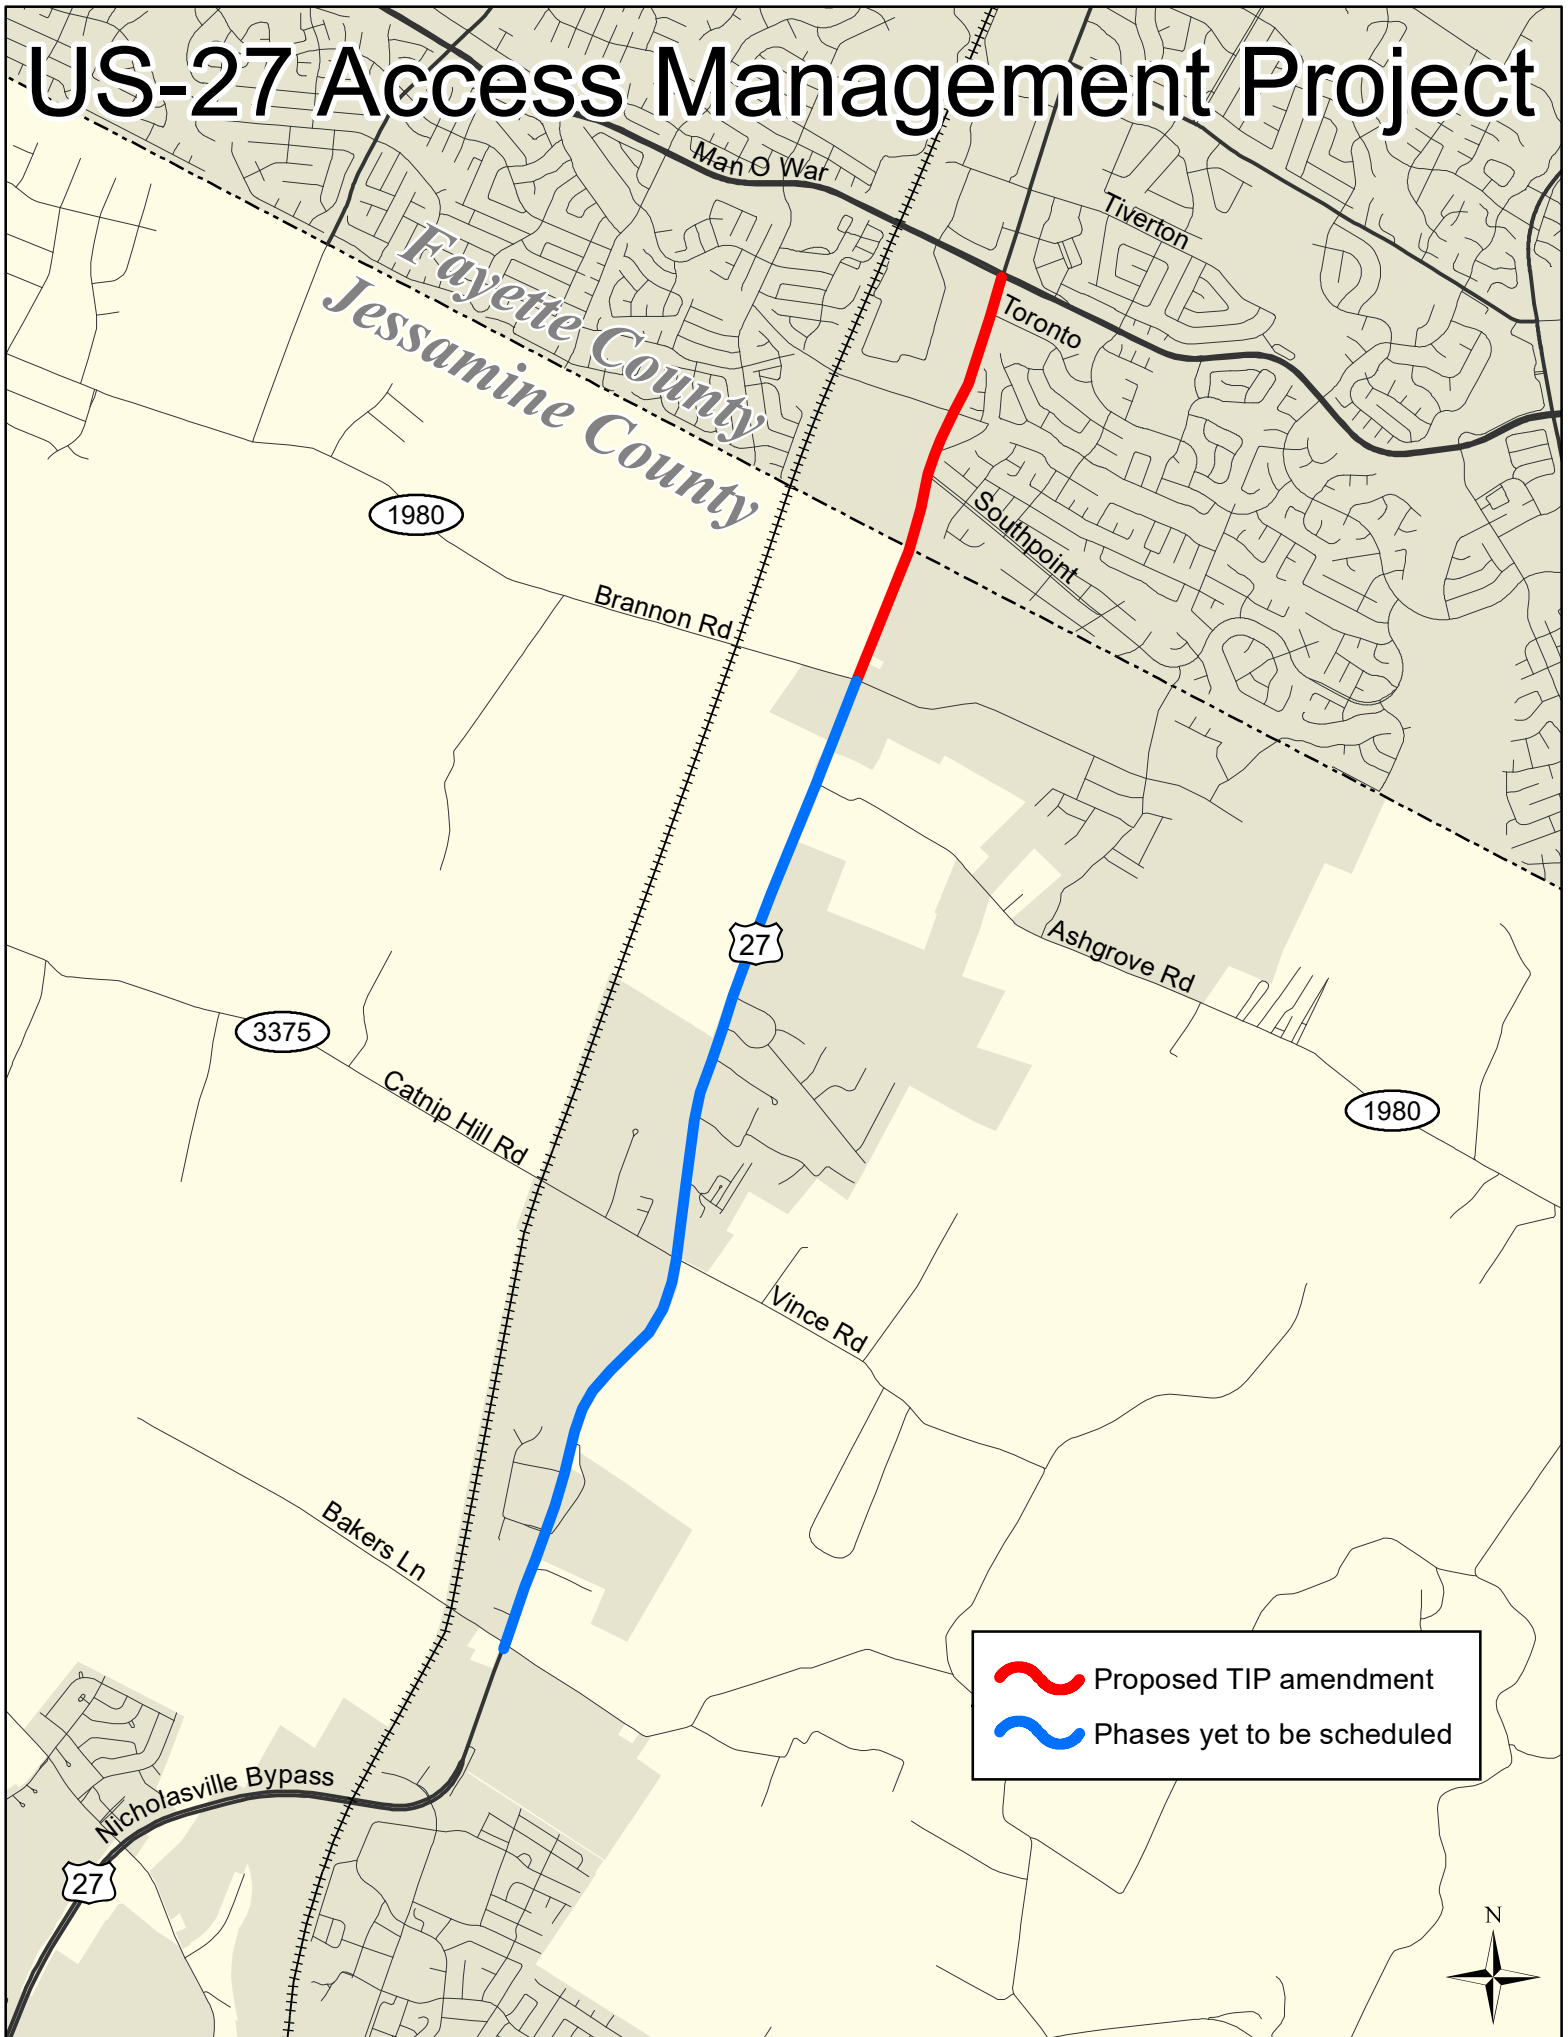 US-27 Access Management Project
Man O War
Tiverton
Fayette County
Jessamine County
Toronto
1980
Southpoint
Brannon Rd
27
Ashgrove Rd
3375
Catnip Hill Rd
1980
Vince Rd
Bakers Ln
Proposed TIP amendment
Phases yet to be scheduled
Nicholasville Bypass
27
N